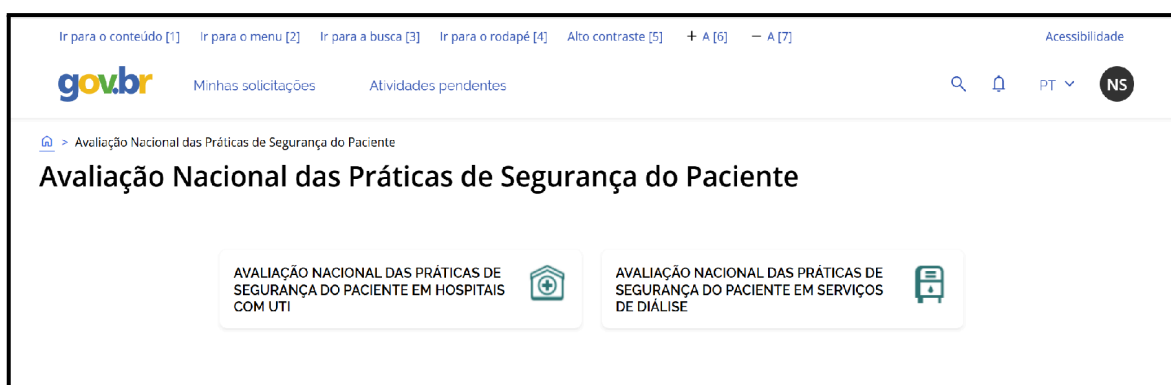 Ir para o conteúdo [1] Ir para o menu [2] Ir para a busca [3] Ir para o rodapé [4] Alto contraste [5] + A [6] − A [7] Acessibilidade
gov.br Minhas solicitações Atividades pendentes PT NS
> Avaliação Nacional das Práticas de Segurança do Paciente
Avaliação Nacional das Práticas de Segurança do Paciente
AVALIAÇÃO NACIONAL DAS PRÁTICAS DE
SEGURANÇA DO PACIENTE EM HOSPITAIS
COM UTI
AVALIAÇÃO NACIONAL DAS PRÁTICAS DE
SEGURANÇA DO PACIENTE EM SERVIÇOS
DE DIÁLISE